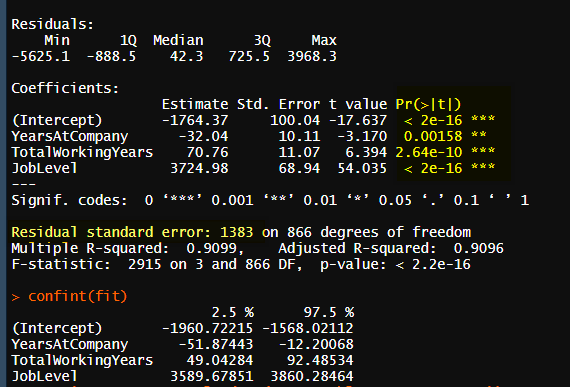 Residuals:
    Min      1Q  Median      3Q     Max
-5625.1  -888.5    42.3   725.5  3968.3
Coefficients:
                  Estimate Std. Error t value Pr(>|t|)
(Intercept)       -1764.37     100.04 -17.637  < 2e-16 ***
YearsAtCompany      -32.04      10.11  -3.170  0.00158 **
TotalWorkingYears    70.76      11.07   6.394 2.64e-10 ***
JobLevel           3724.98      68.94  54.035  < 2e-16 ***
---
Signif. codes:  0 ‘***’ 0.001 ‘**’ 0.01 ‘*’ 0.05 ‘.’ 0.1 ‘ ’ 1
Residual standard error: 1383 on 866 degrees of freedom
Multiple R-squared:  0.9099,	Adjusted R-squared:  0.9096
F-statistic:  2915 on 3 and 866 DF,  p-value: < 2.2e-16
> confint(fit)
                       2.5 %      97.5 %
(Intercept)       -1960.72215 -1568.02112
YearsAtCompany      -51.87443   -12.20068
TotalWorkingYears    49.04284    92.48534
JobLevel           3589.67851  3860.28464